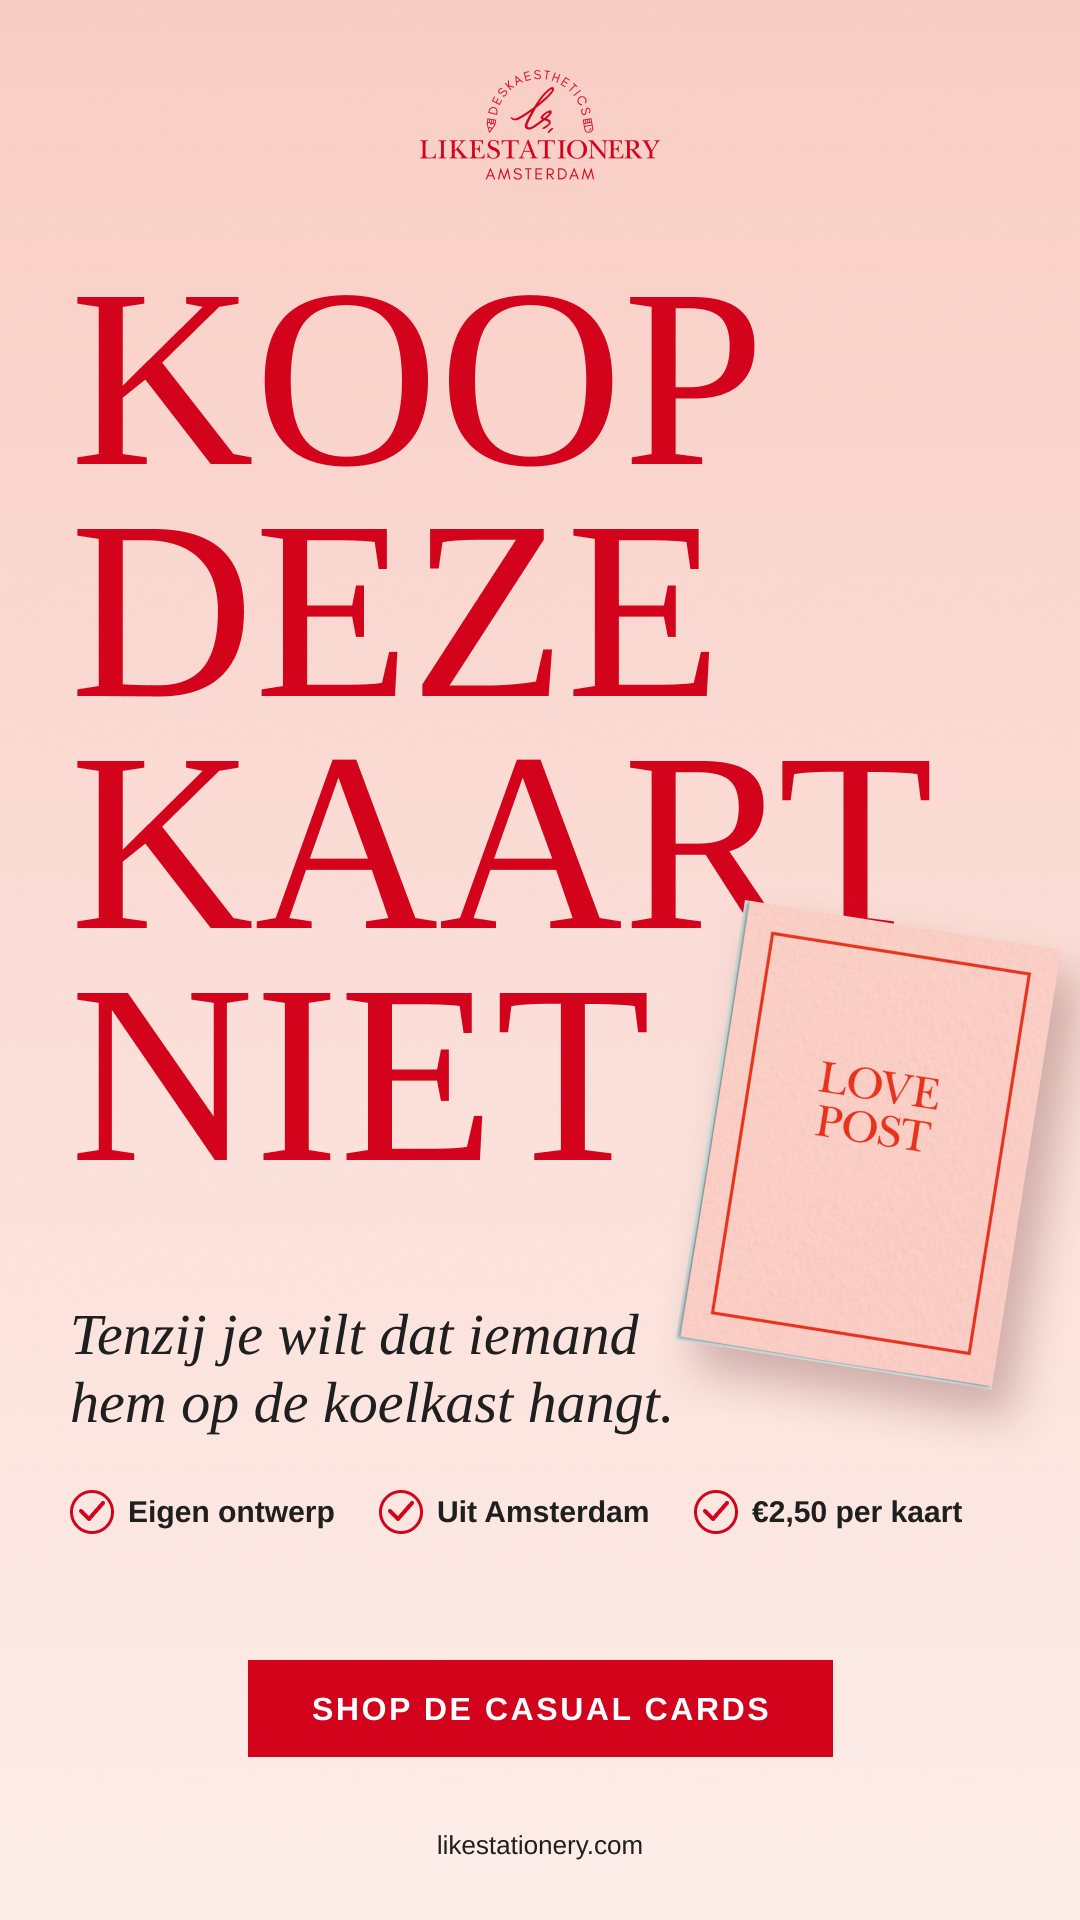 DESKAESTHETICS
ls
LIKESTATIONERY
AMSTERDAM
KOOP
DEZE
KAART
NIET
LOVE
POST
Tenzij je wilt dat iemand
hem op de koelkast hangt.
Eigen ontwerp Uit Amsterdam €2,50 per kaart
SHOP DE CASUAL CARDS
likestationery.com